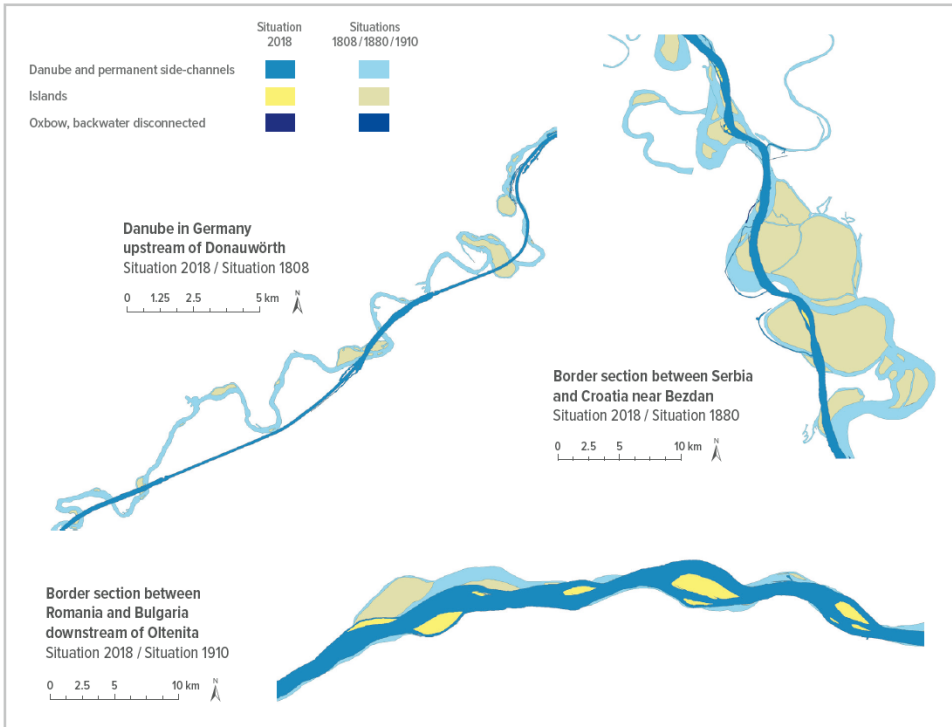 Situation
2018
Situations
1808/1880/1910
Danube and permanent side-channels
Islands
Oxbow, backwater disconnected
Danube in Germany
upstream of Donauwörth
Situation 2018 / Situation 1808
0 1.25 2.5 5 km
N
Border section between Serbia
and Croatia near Bezdan
Situation 2018 / Situation 1880
0 2.5 5 10 km
N
Border section between
Romania and Bulgaria
downstream of Oltenita
Situation 2018 / Situation 1910
0 2.5 5 10 km
N